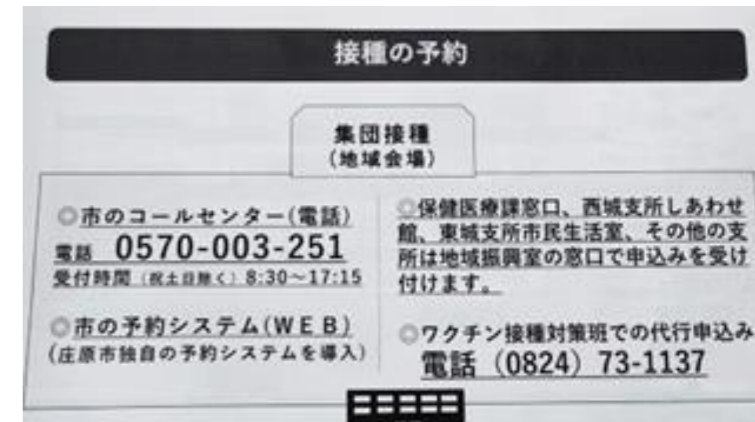 接種の予約
集団接種
(地域会場)
◎市のコールセンター(電話)
電話 0570-003-251
受付時間(祝土日除く)8:30～17:15
◎市の予約システム(WEB)
(庄原市独自の予約システムを導入)
◎保健医療課窓口、西城支所しあわせ
館、東城支所市民生活室、その他の支
所は地域振興室の窓口で申込みを受け
付けます。
◎ワクチン接種対策班での代行申込み
電話(0824)73-1137